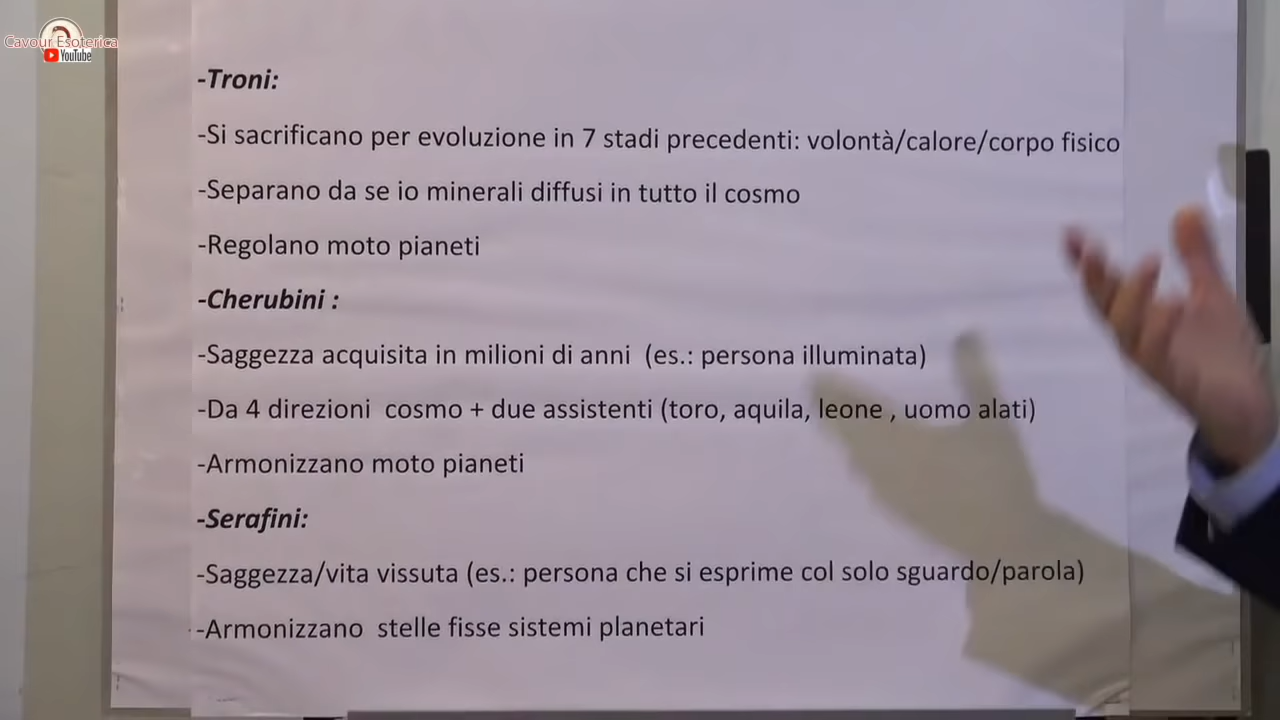 Cavour Esoterica
YouTube
-Troni:
-Si sacrificano per evoluzione in 7 stadi precedenti: volontà/calore/corpo fisico
-Separano da se io minerali diffusi in tutto il cosmo
-Regolano moto pianeti
-Cherubini :
-Saggezza acquisita in milioni di anni  (es.: persona illuminata)
-Da 4 direzioni  cosmo + due assistenti (toro, aquila, leone , uomo alati)
-Armonizzano moto pianeti
-Serafini:
-Saggezza/vita vissuta (es.: persona che si esprime col solo sguardo/parola)
-Armonizzano  stelle fisse sistemi planetari